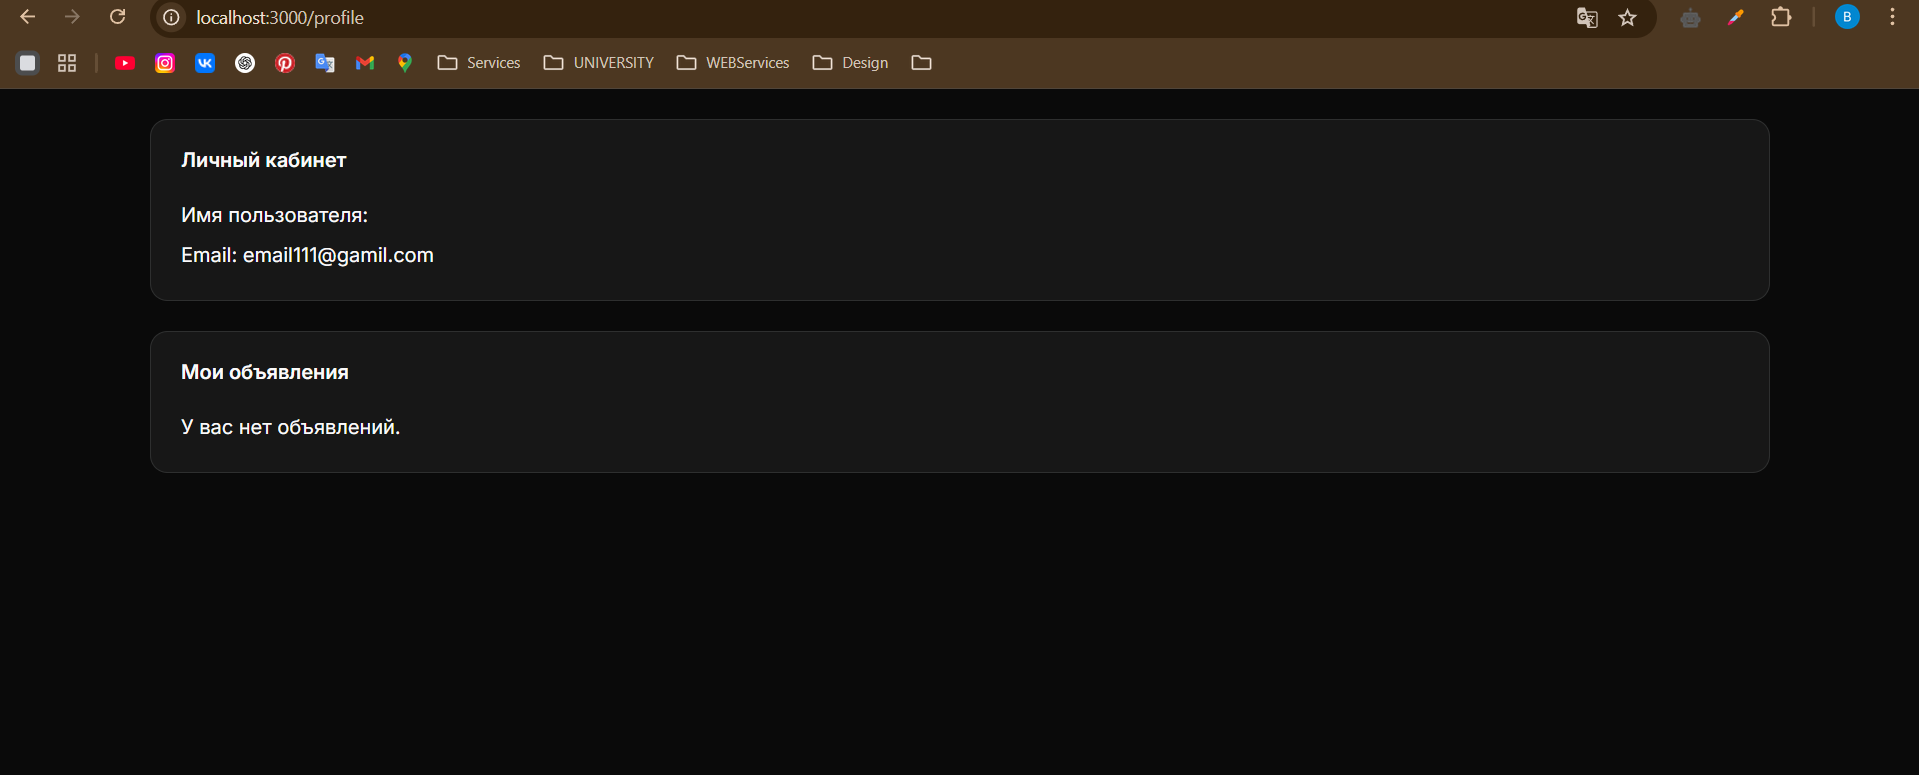 localhost:3000/profile
B
Services
UNIVERSITY
WEBServices
Design
Личный кабинет
Имя пользователя:
Email: email111@gamil.com
Мои объявления
У вас нет объявлений.